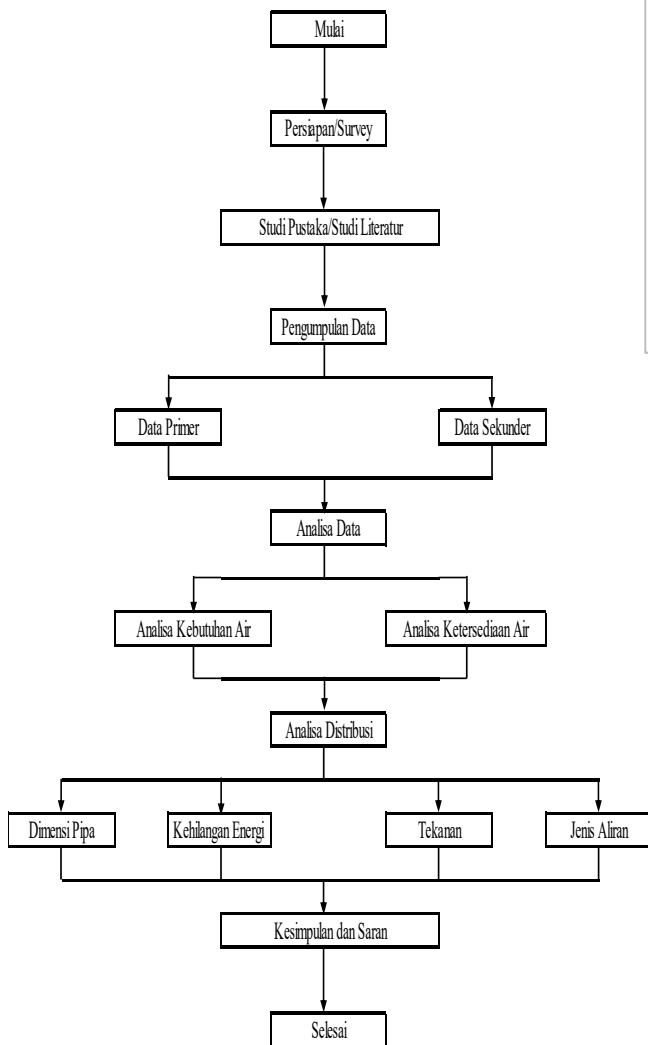 Mulai
Persiapan/Survey
Studi Pustaka/Studi Literatur
Pengumpulan Data
Data Primer
Data Sekunder
Analisa Data
Analisa Kebutuhan Air
Analisa Ketersediaan Air
Analisa Distribusi
Dimensi Pipa
Kehilangan Energi
Tekanan
Jenis Aliran
Kesimpulan dan Saran
Selesai